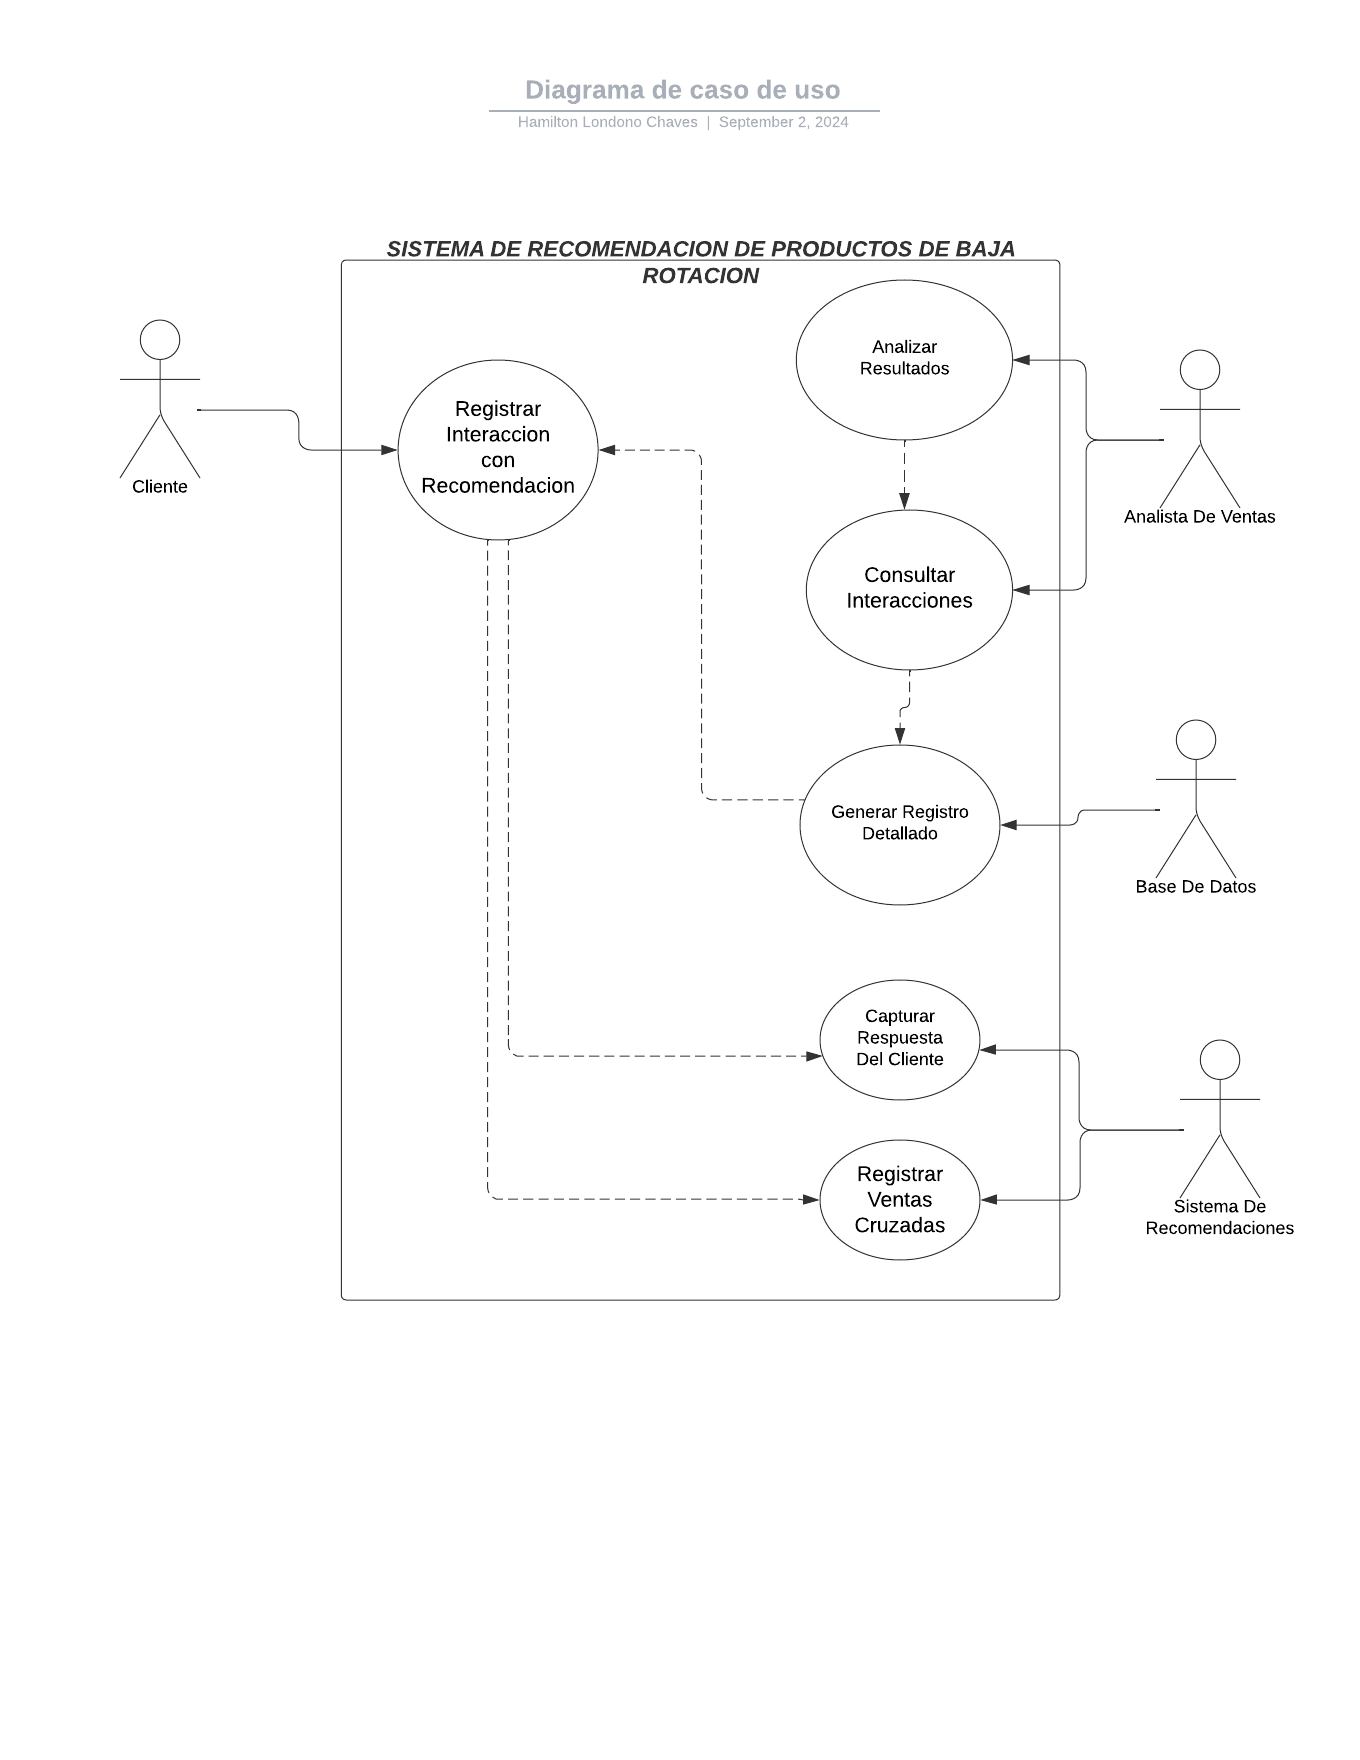 Diagrama de caso de uso
Hamilton Londono Chaves | September 2, 2024
SISTEMA DE RECOMENDACION DE PRODUCTOS DE BAJA
ROTACION
Analizar
Resultados
Registrar
Interaccion
con
Recomendacion
Cliente
Analista De Ventas
Consultar
Interacciones
Generar Registro
Detallado
Base De Datos
Capturar
Respuesta
Del Cliente
Registrar
Ventas
Cruzadas
Sistema De
Recomendaciones